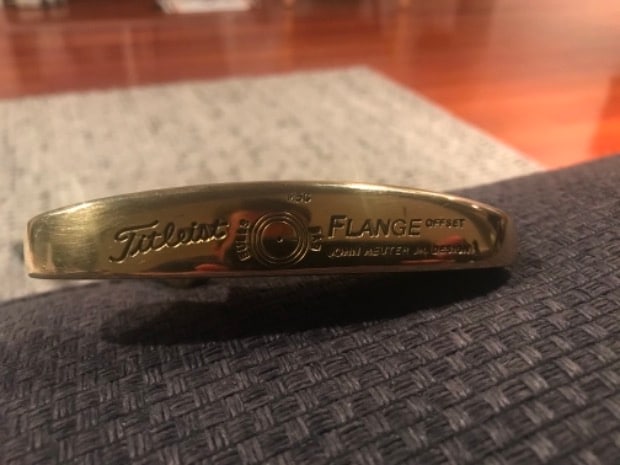 Titleist
BULLS EYE
FLANGE OFFSET
JOHN REUTER JR. DESIGN